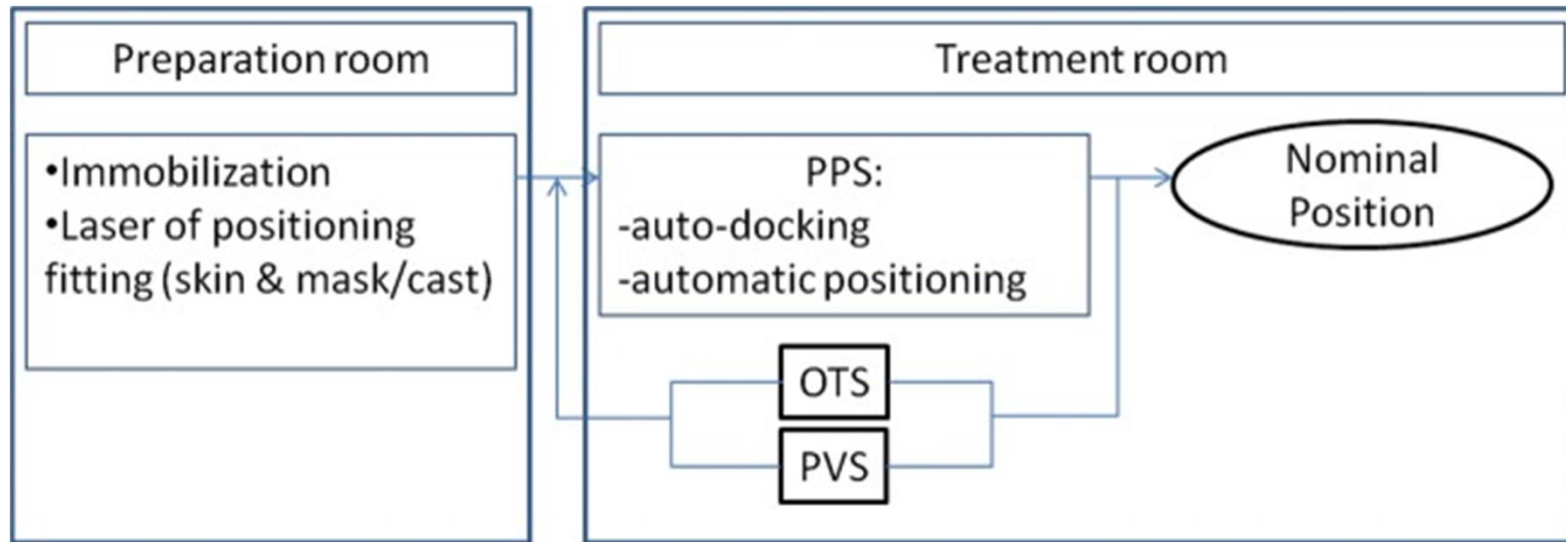 Preparation room
•Immobilization
•Laser of positioning
fitting (skin & mask/cast)
Treatment room
PPS:
-auto-docking
-automatic positioning
Nominal
Position
OTS
PVS